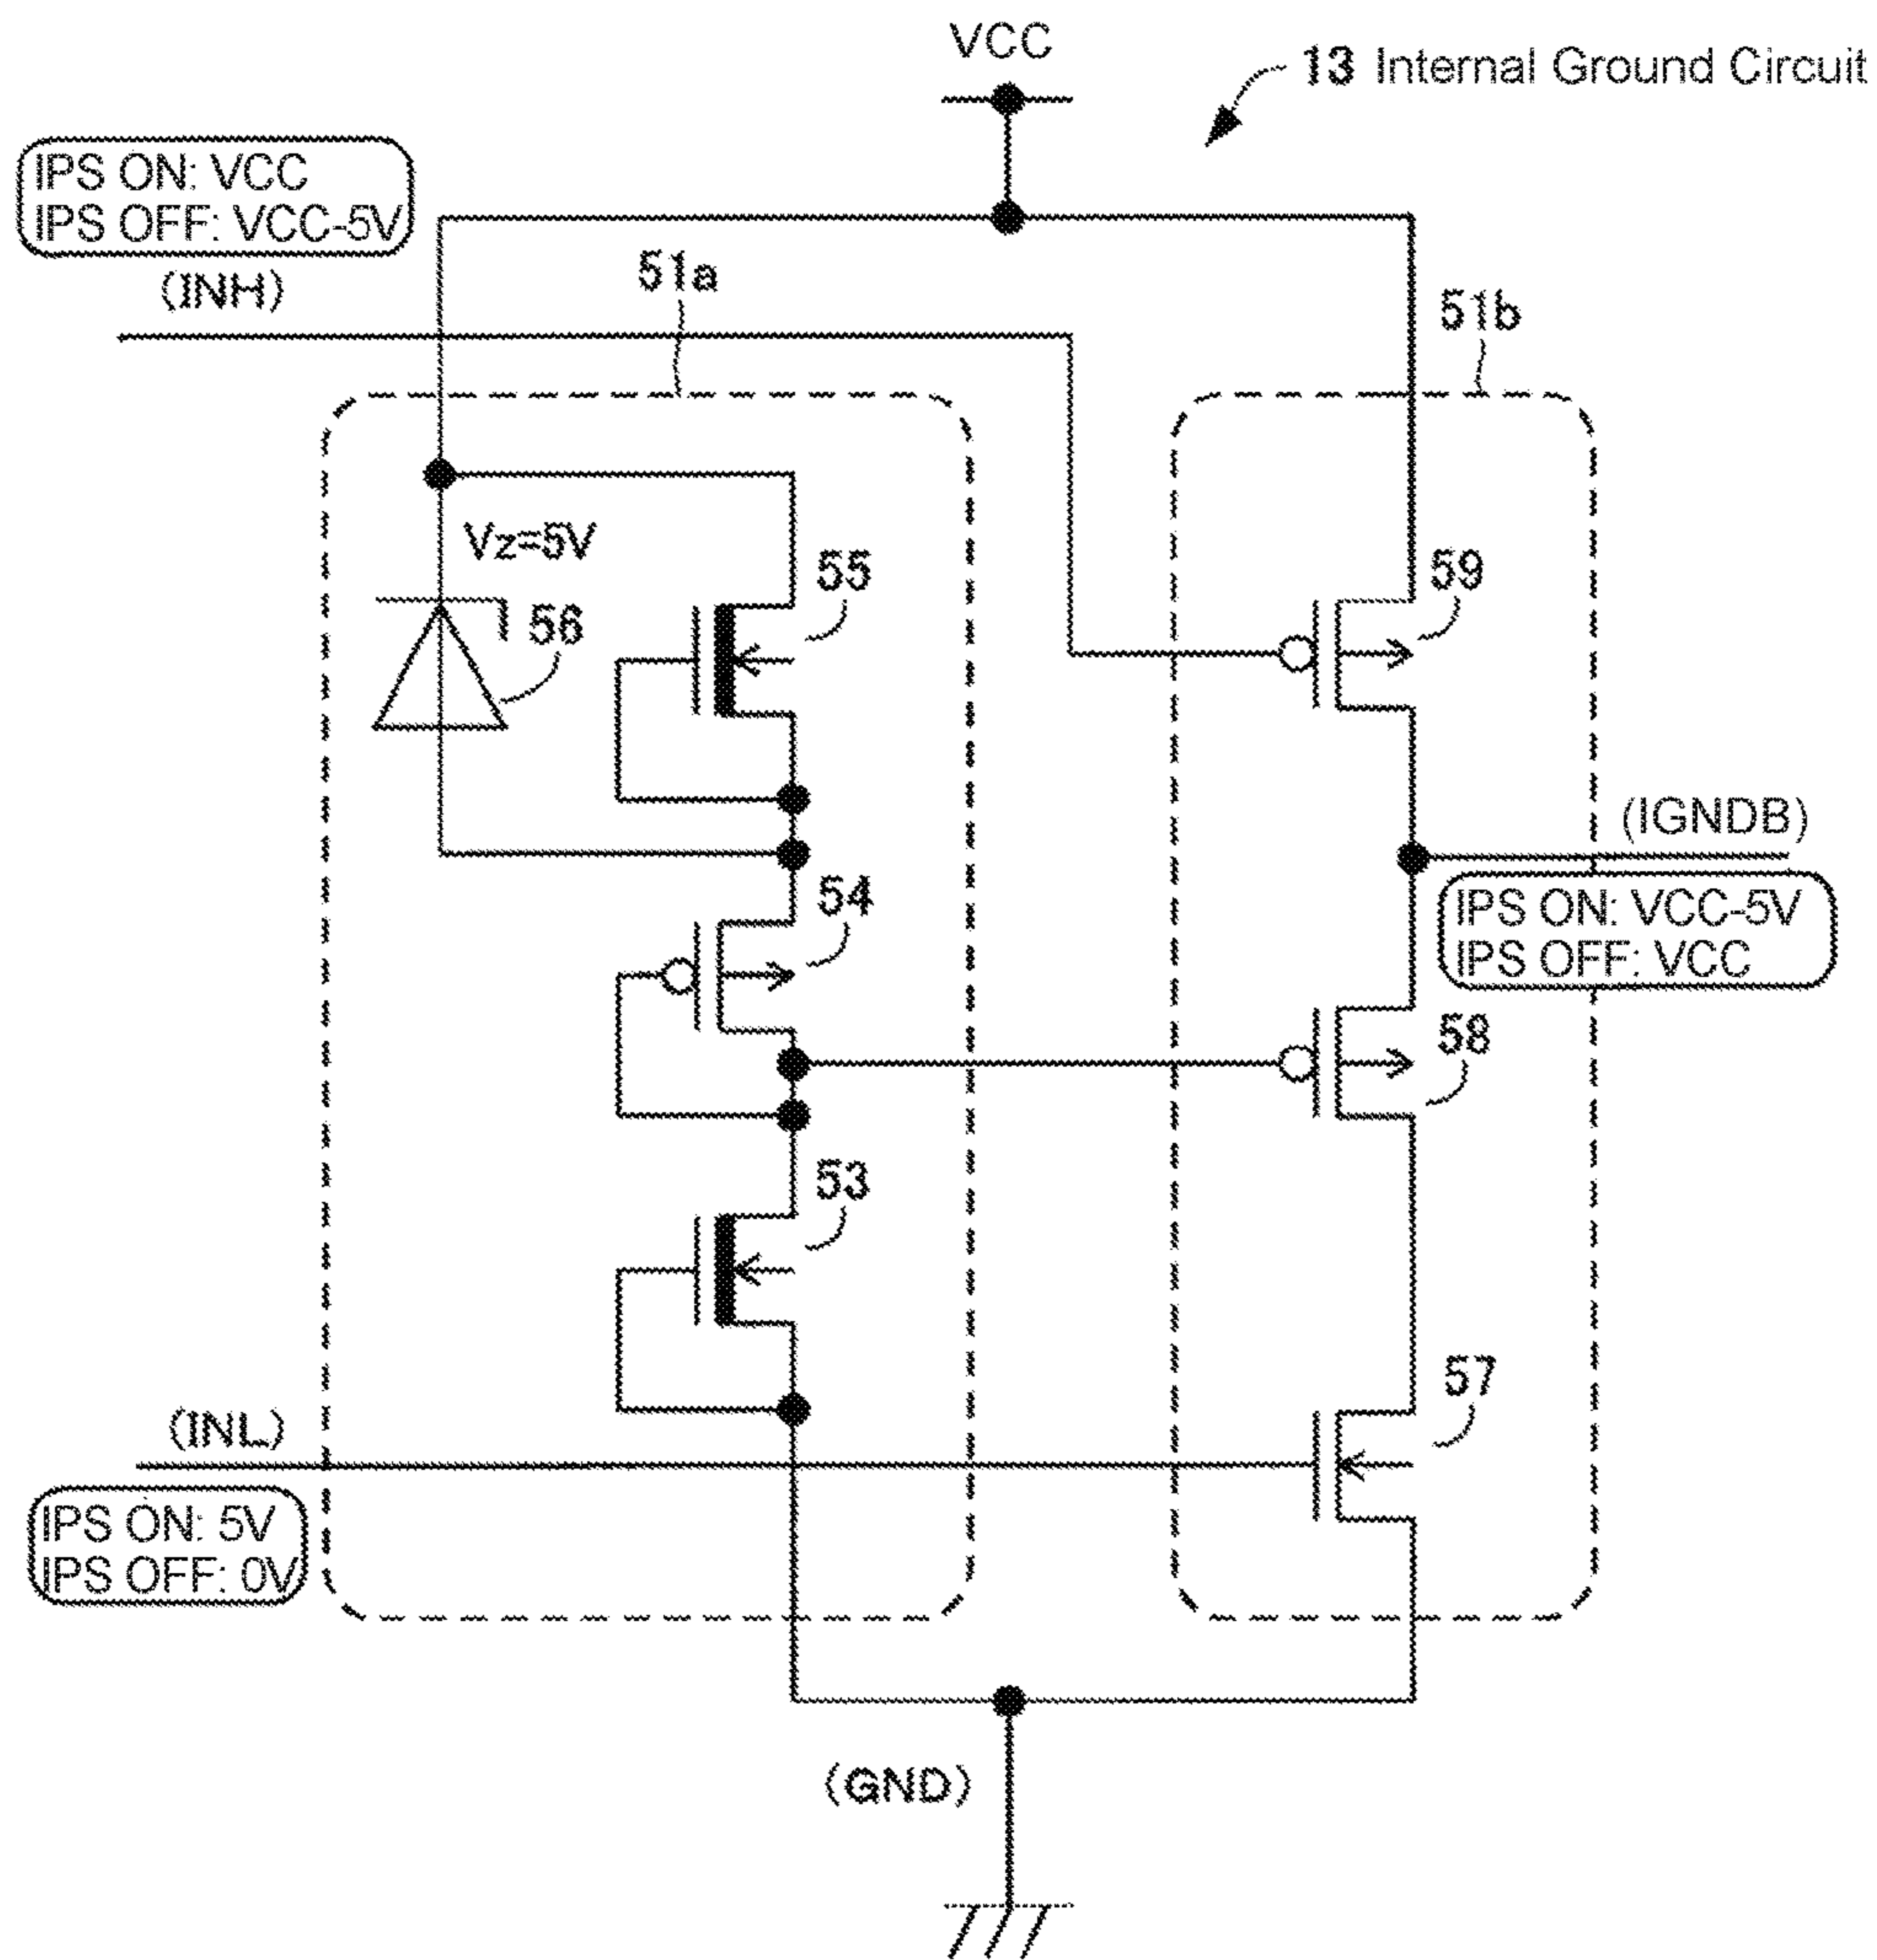 VCC
13 Internal Ground Circuit
IPS ON: VCC
IPS OFF: VCC-5V
(INH)
51a
51b
Vz=5V
55
56
59
(IGNDB)
IPS ON: VCC-5V
IPS OFF: VCC
54
58
53
57
(INL)
IPS ON: 5V
IPS OFF: 0V
(GND)